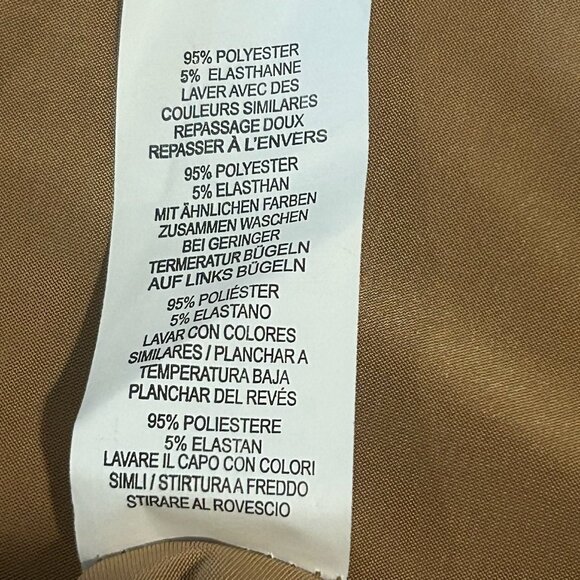 95% POLYESTER
5% ELASTHANNE
LAVER AVEC DES
COULEURS SIMILARES
REPASSAGE DOUX
REPASSER À L'ENVERS
95% POLYESTER
5% ELASTHAN
MIT ÄHNLICHEN FARBEN
ZUSAMMEN WASCHEN
BEI GERINGER
TERMERATUR BÜGELN
AUF LINKS BÜGELN
95% POLIÉSTER
5% ELASTANO
LAVAR CON COLORES
SIMILARES / PLANCHAR A
TEMPERATURA BAJA
PLANCHAR DEL REVÉS
95% POLIESTERE
5% ELASTAN
LAVARE IL CAPO CON COLORI
SIMLI / STIRTURA A FREDDO
STIRARE AL ROVESCIO